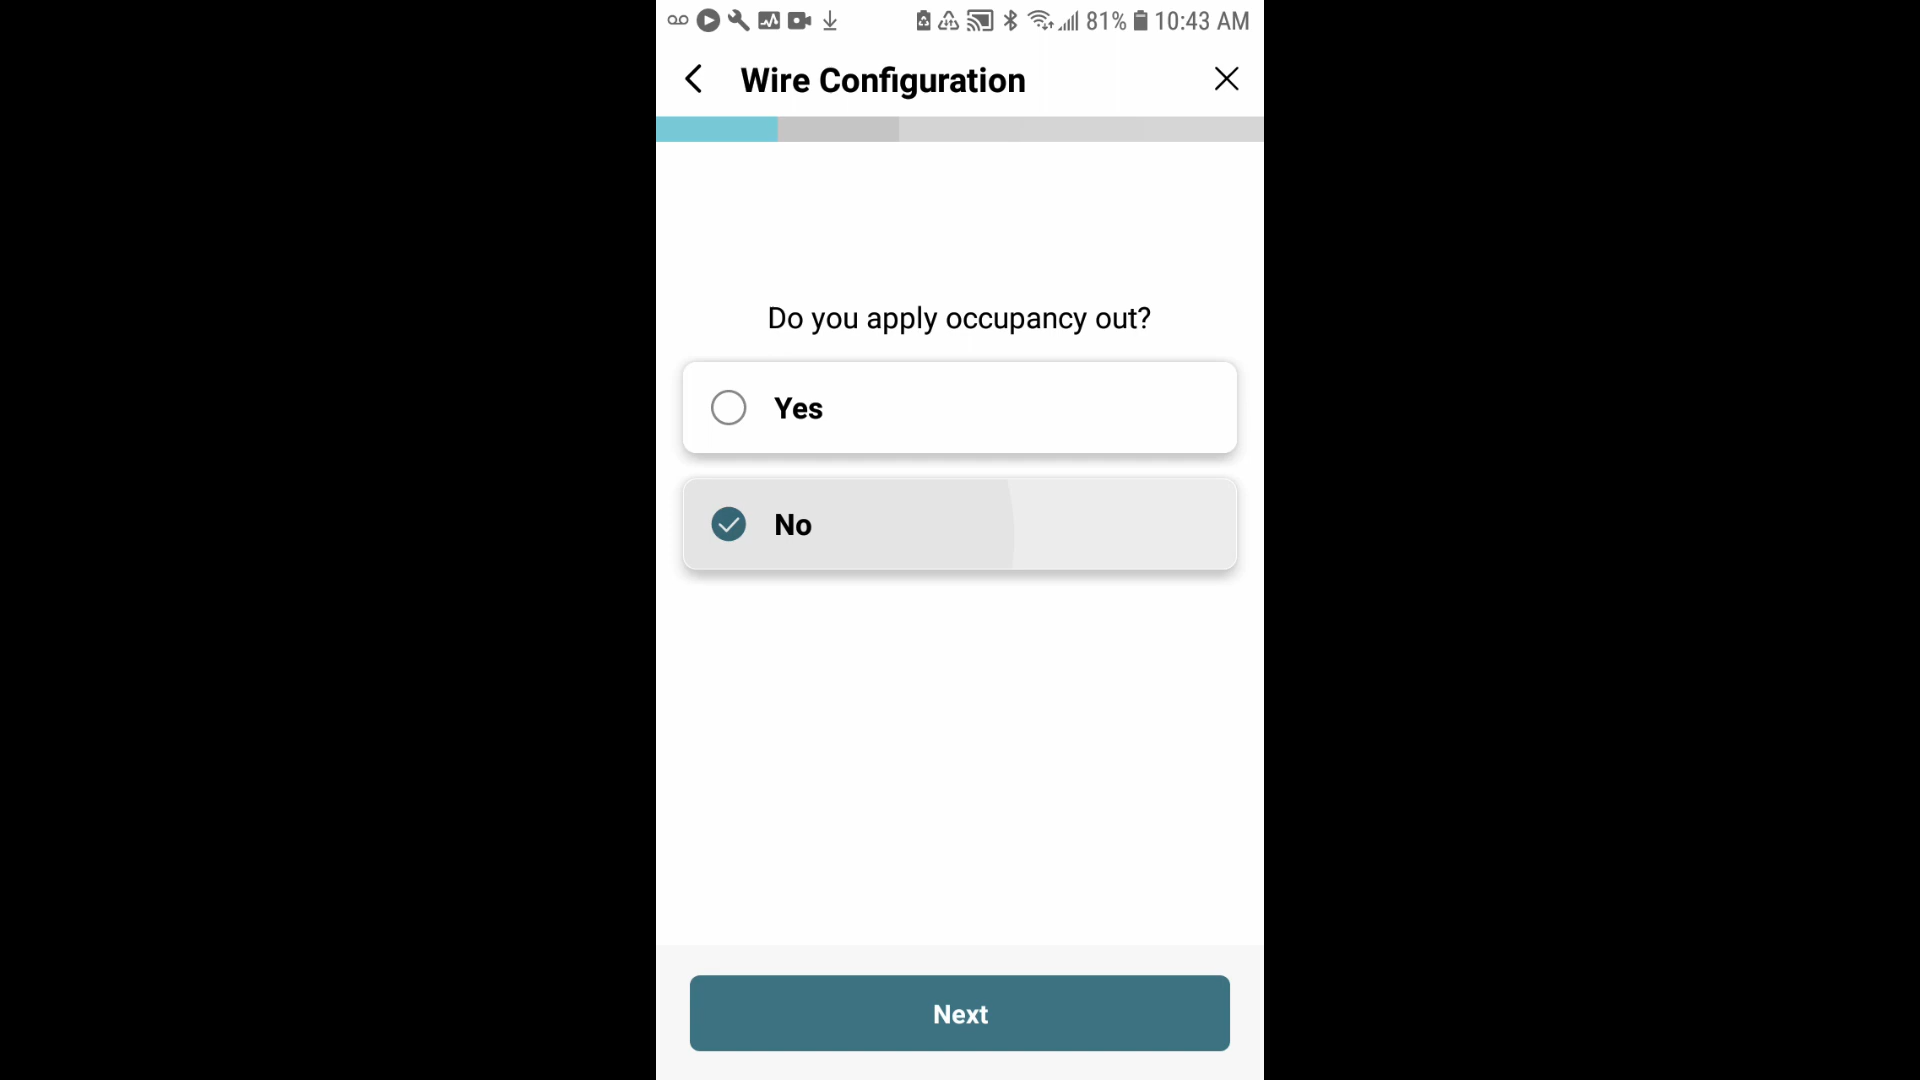 81% 10:43 AM
Wire Configuration
Do you apply occupancy out?
Yes
No
Next